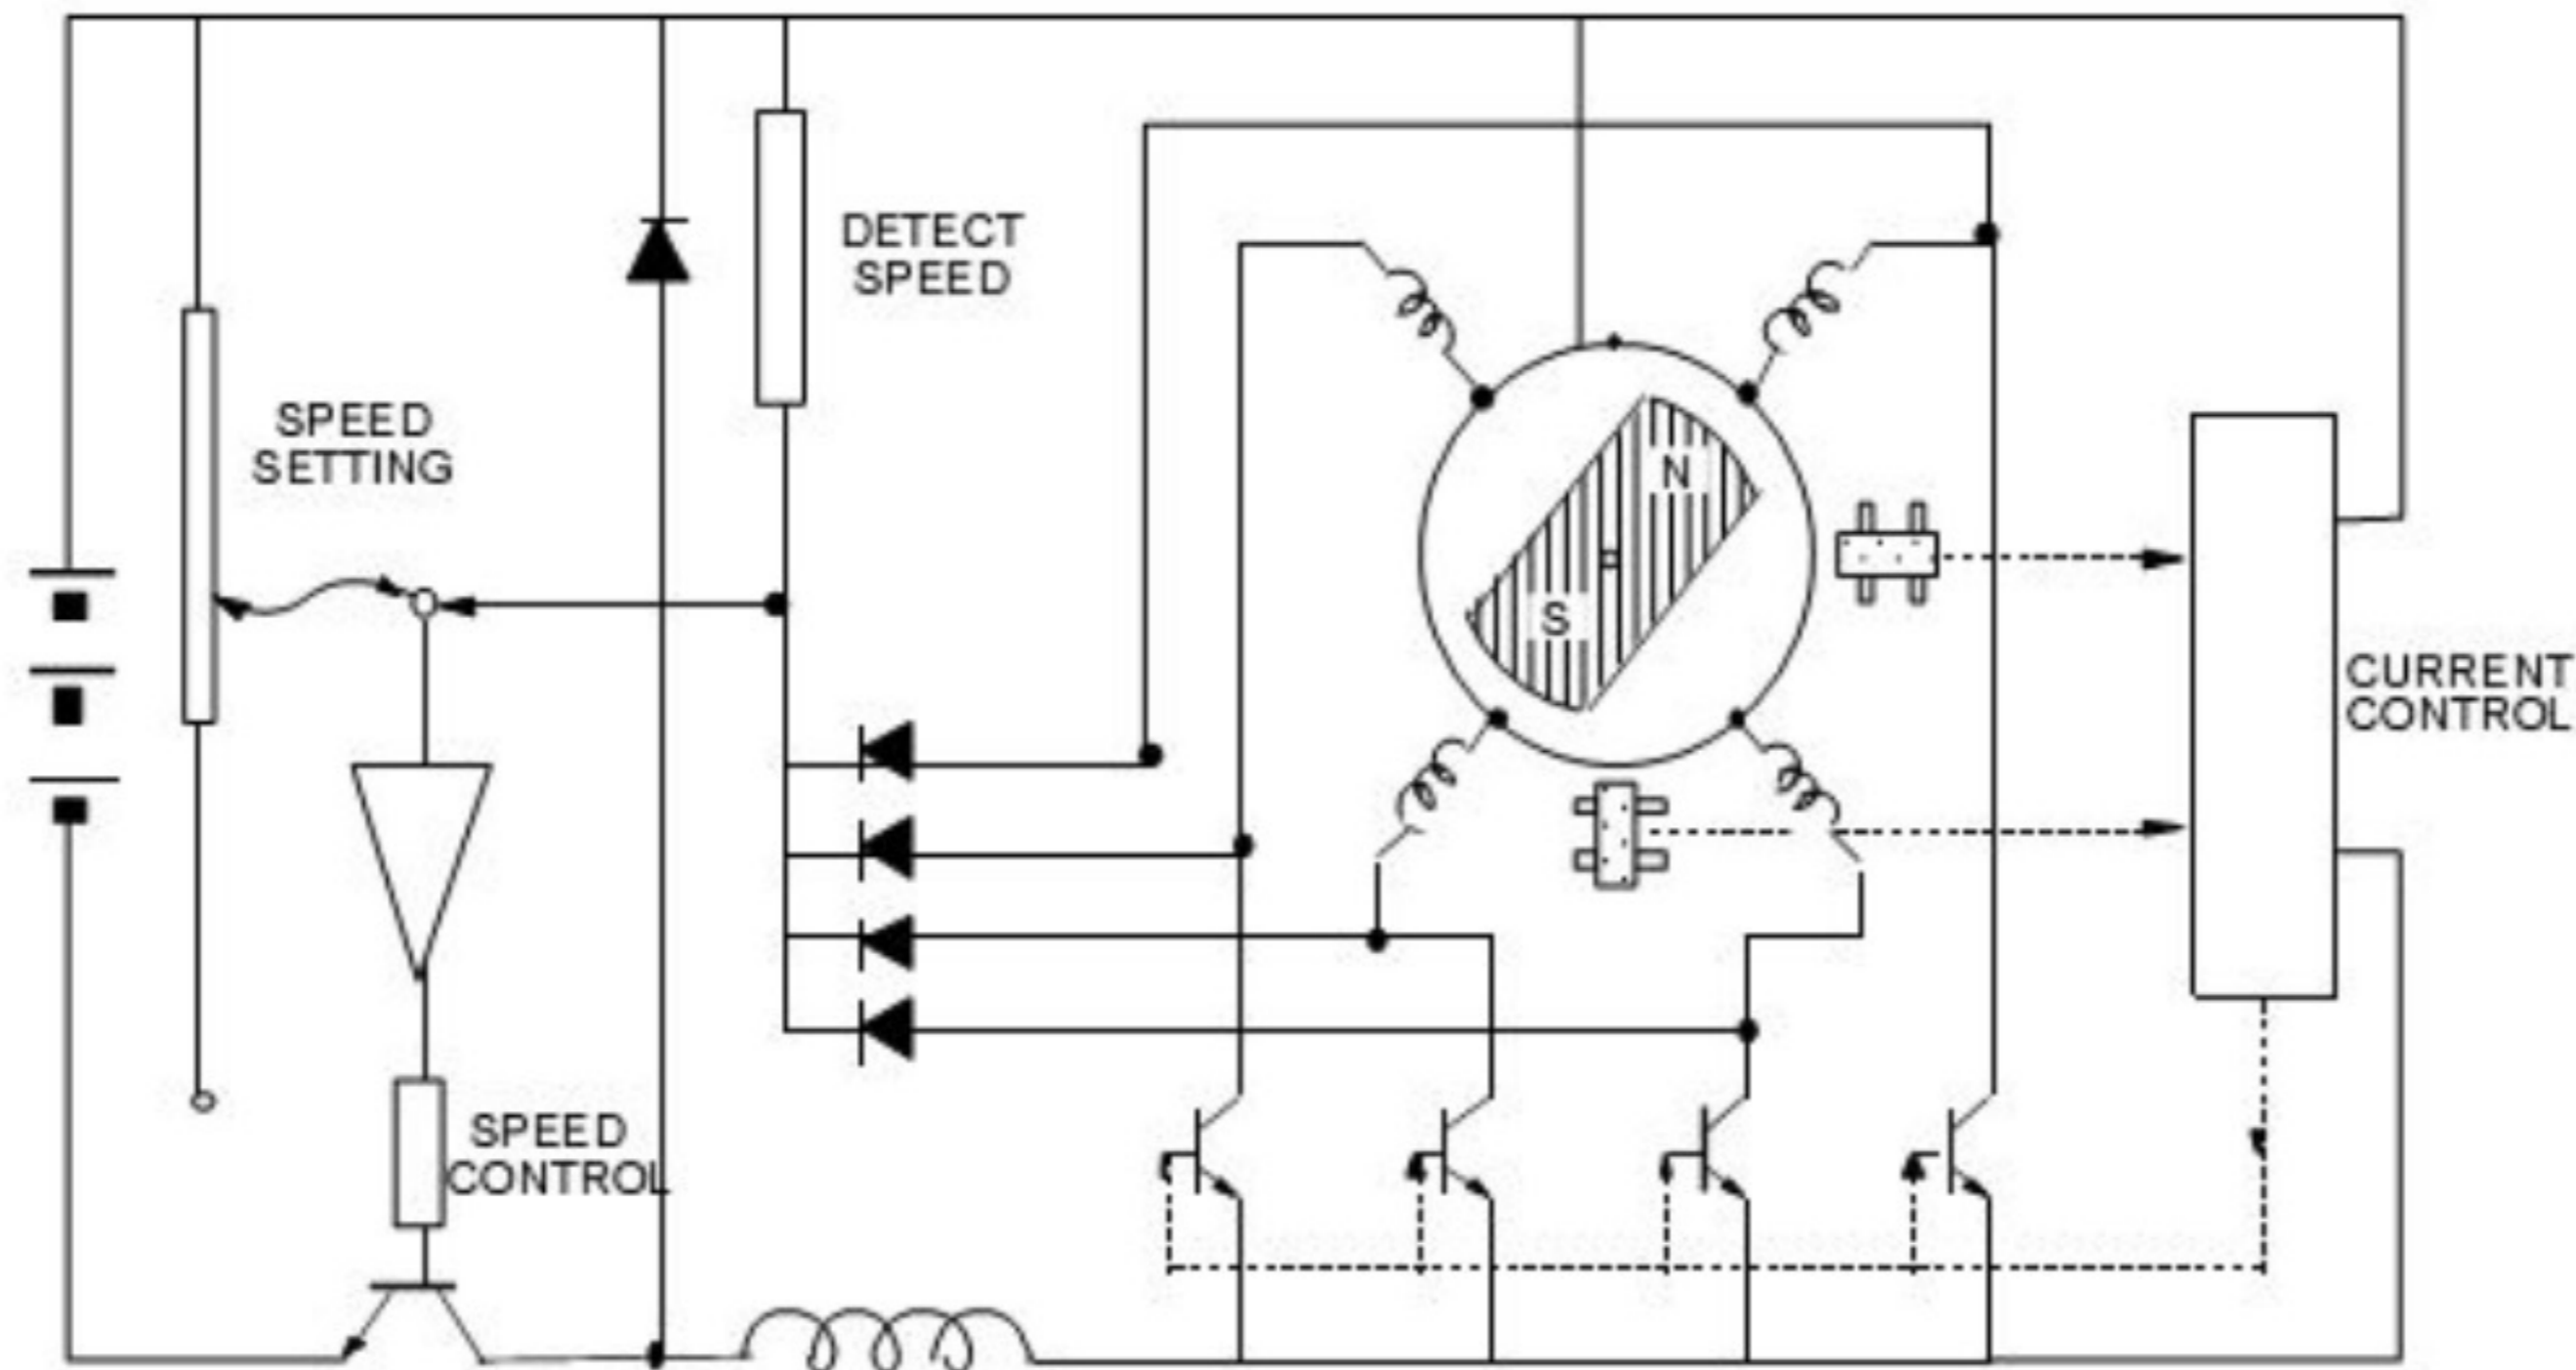 DETECT
SPEED
SPEED
SETTING
N
S
CURRENT
CONTROL
SPEED
CONTROL